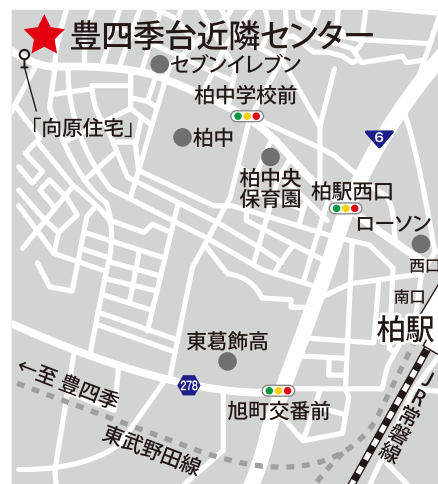 豊四季台近隣センター
セブンイレブン
柏中学校前
「向原住宅」
柏中
6
柏中央
保育園
柏駅西口
ローソン
西口
南口
柏駅
東葛飾高
←至 豊四季
278
旭町交番前
JR常磐線
東武野田線